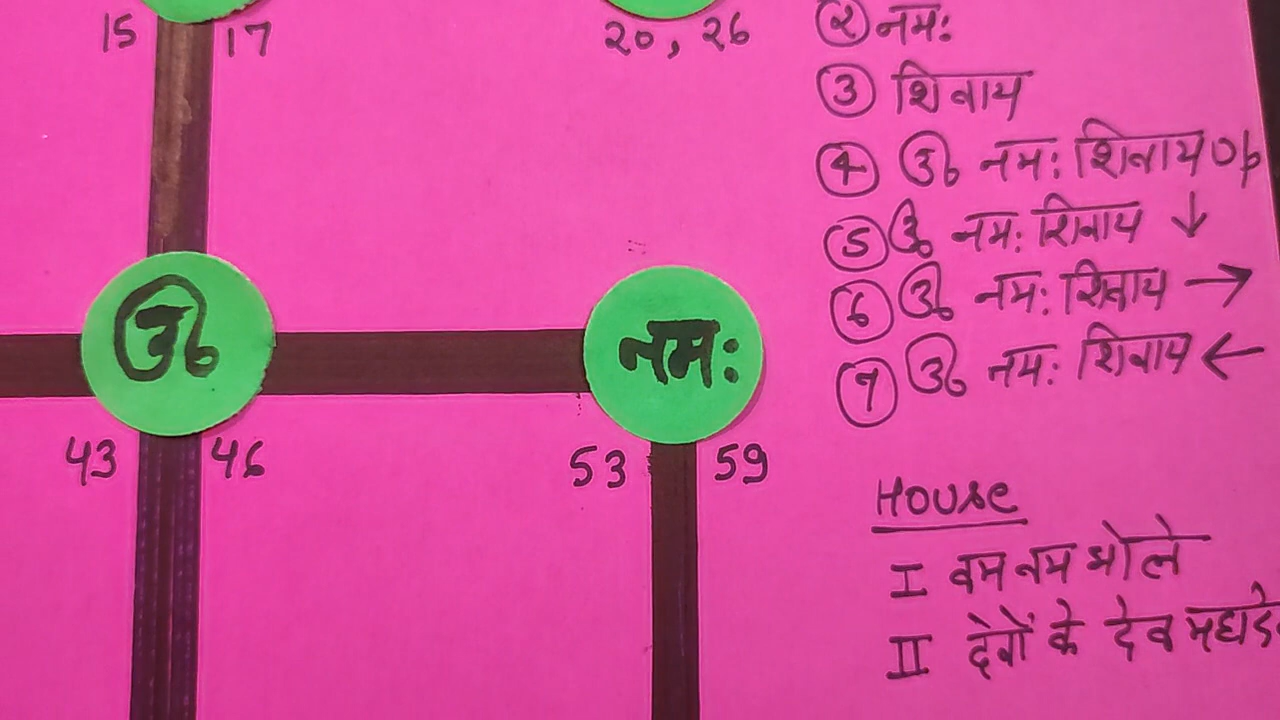 15 17
20, 26
② नमः
③ शिवाय
④ ॐ नमः शिवाय
⑤ ॐ नमः शिवाय ↓
⑥ ॐ नमः शिवाय →
⑦ ॐ नमः शिवाय ←
ॐ
नमः
43 46
53 59
House
I बम बम भोले
II देवों के देव